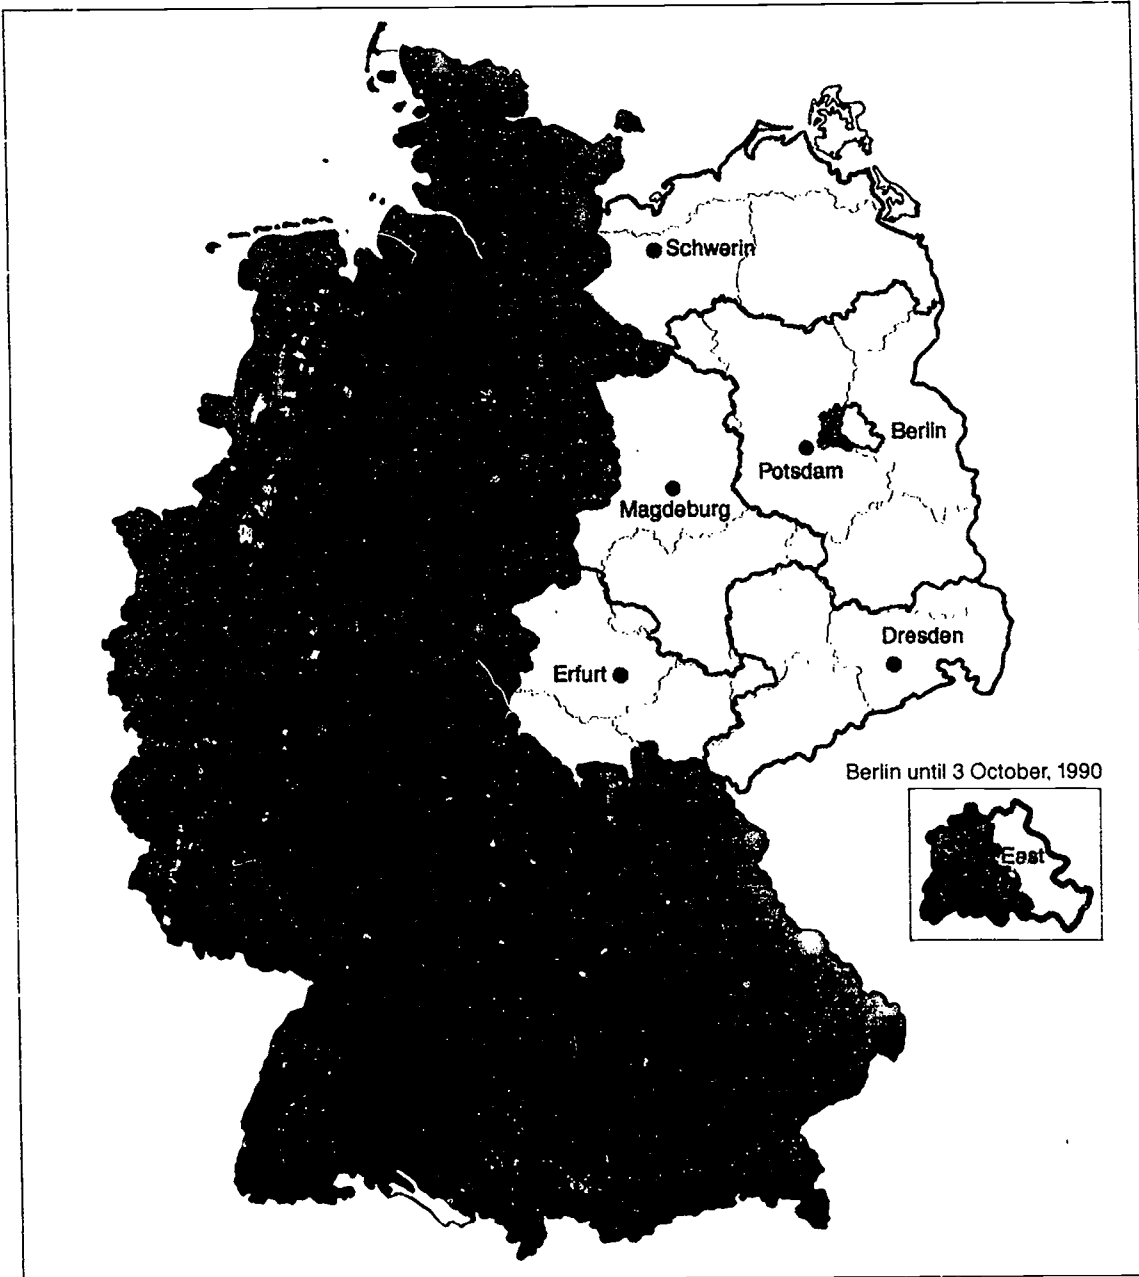 Schwerin
Berlin
Potsdam
Magdeburg
Dresden
Erfurt
Berlin until 3 October, 1990
East